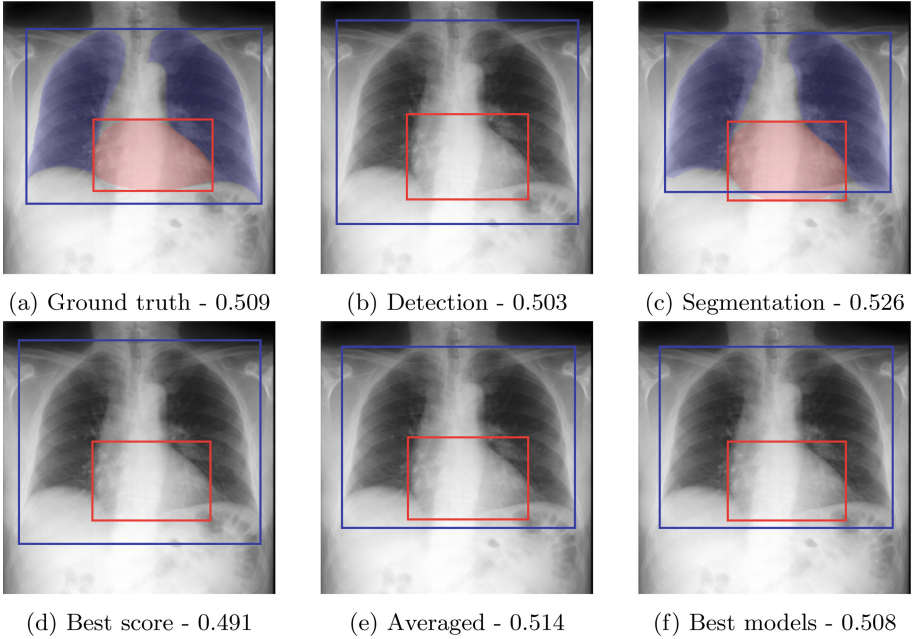 (a) Ground truth - 0.509
(b) Detection - 0.503
(c) Segmentation - 0.526
(d) Best score - 0.491
(e) Averaged - 0.514
(f) Best models - 0.508